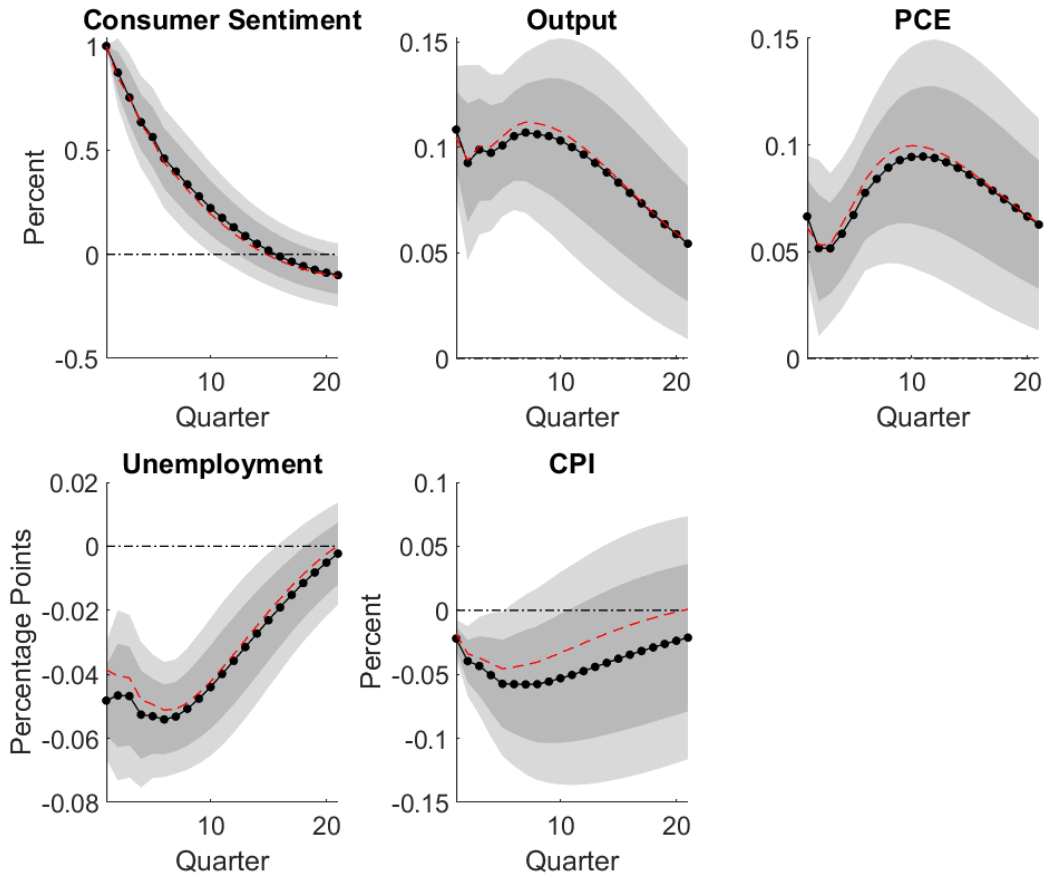 Consumer Sentiment
Percent
1
0.5
0
-0.5
10
20
Quarter
Output
0.15
0.1
0.05
0
10
20
Quarter
PCE
0.15
0.1
0.05
0
10
20
Quarter
Unemployment
Percentage Points
0.02
0
-0.02
-0.04
-0.06
-0.08
10
20
Quarter
CPI
Percent
0.1
0.05
0
-0.05
-0.1
-0.15
10
20
Quarter